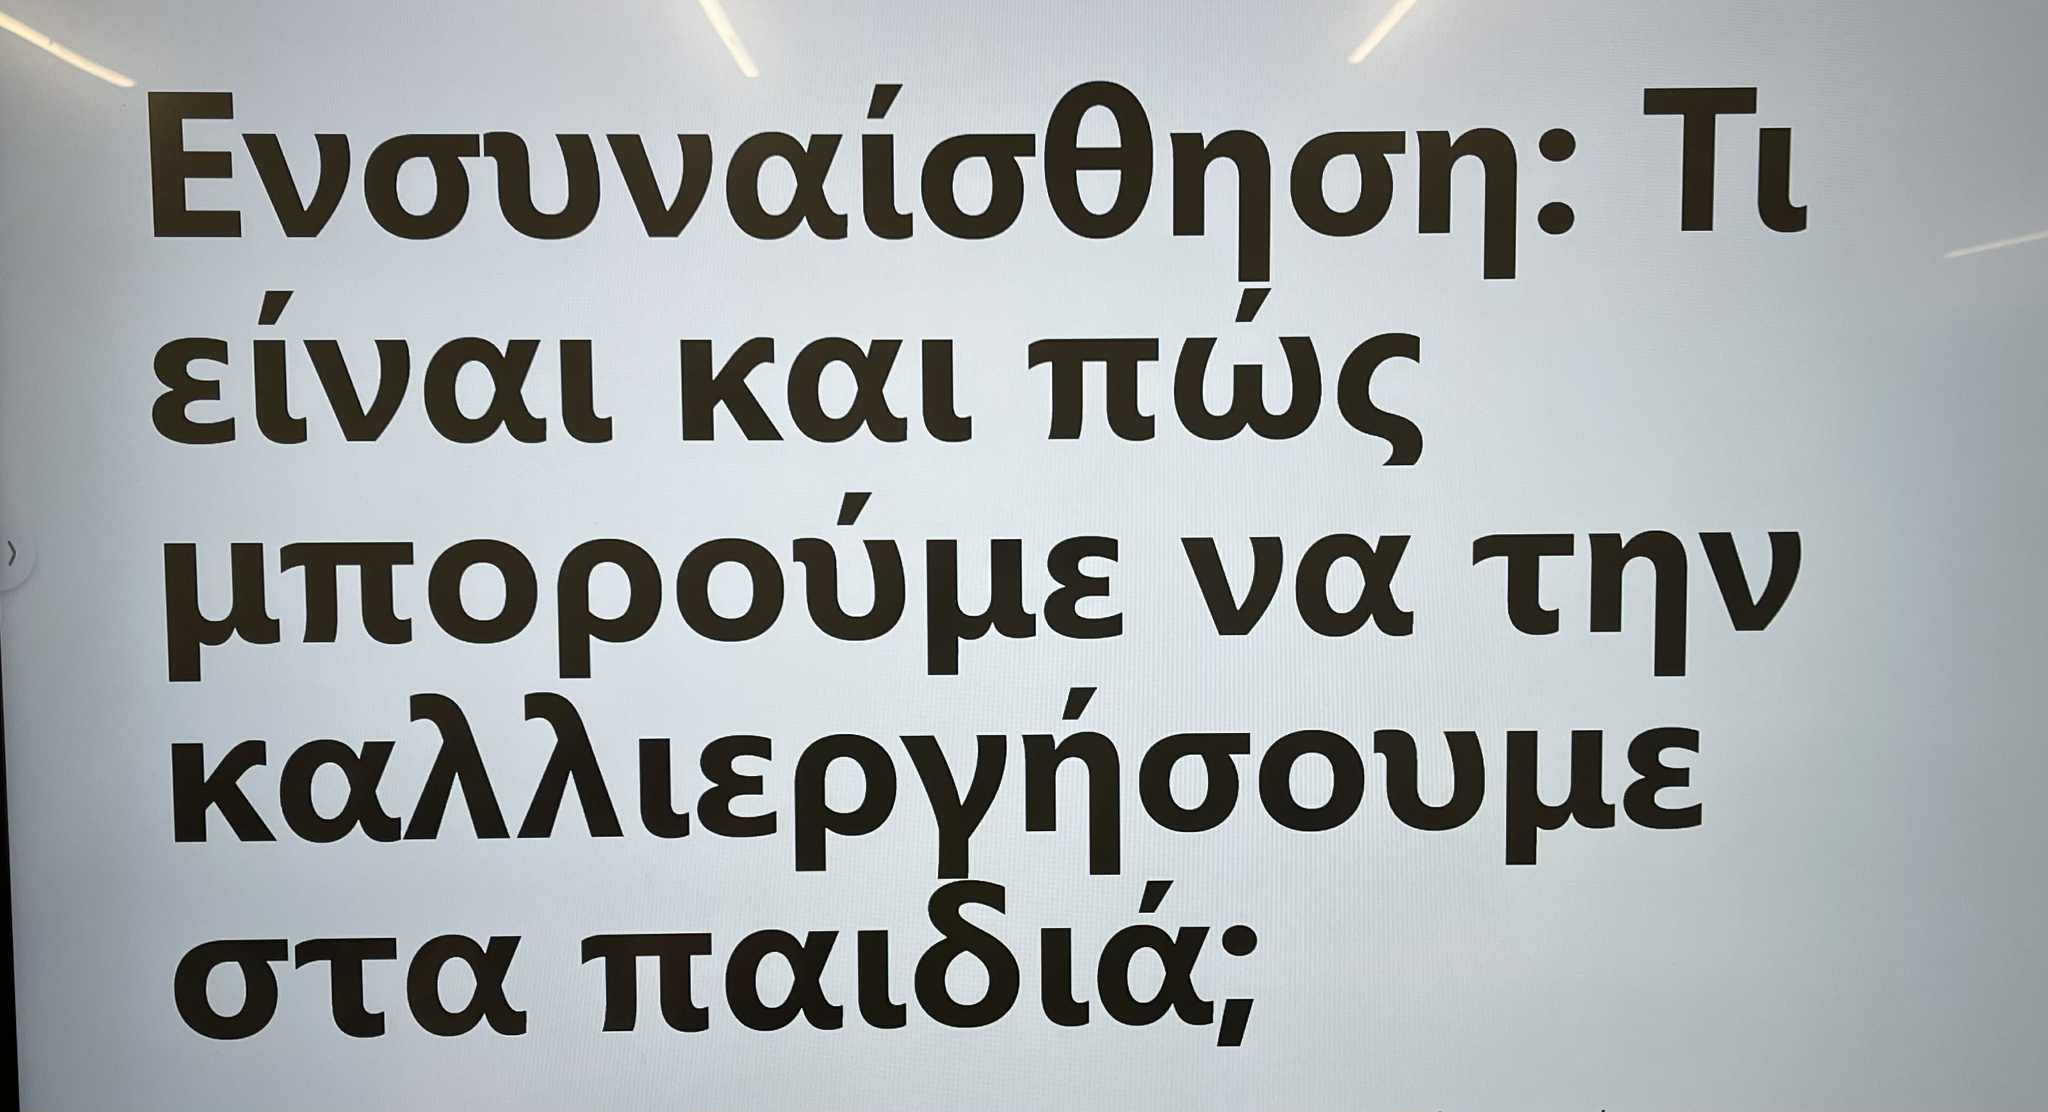 Ενσυναίσθηση: Τι
είναι και πώς
μπορούμε να την
καλλιεργήσουμε
στα παιδιά;